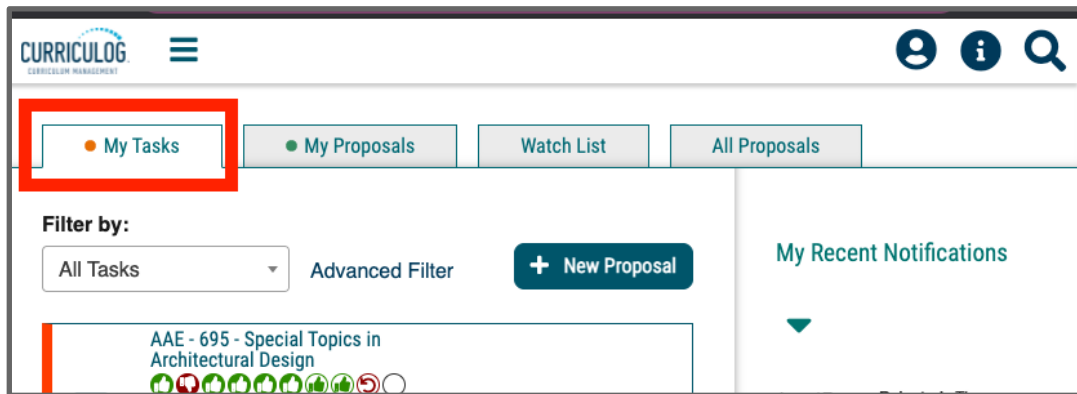 CURRICULOG
CURRICULUM MANAGEMENT
My Tasks
My Proposals
Watch List
All Proposals
Filter by:
All Tasks
Advanced Filter
+ New Proposal
My Recent Notifications
AAE - 695 - Special Topics in
Architectural Design